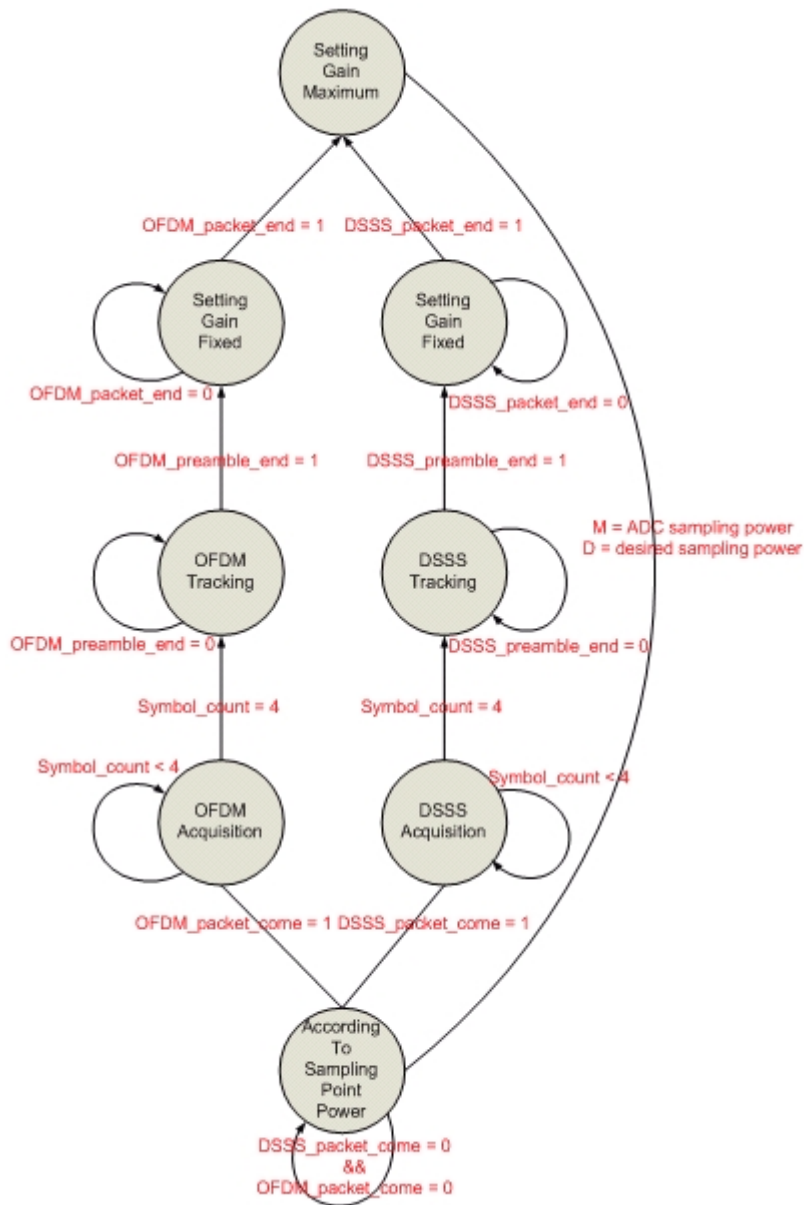 Setting
Gain
Maximum
OFDM_packet_end = 1
DSSS_packet_end = 1
Setting
Gain
Fixed
Setting
Gain
Fixed
OFDM_packet_end = 0
DSSS_packet_end = 0
OFDM_preamble_end = 1
DSSS_preamble_end = 1
M = ADC sampling power
D = desired sampling power
OFDM
Tracking
DSSS
Tracking
OFDM_preamble_end = 0
DSSS_preamble_end = 0
Symbol_count = 4
Symbol_count = 4
Symbol_count < 4
Symbol_count < 4
OFDM
Acquisition
DSSS
Acquisition
OFDM_packet_come = 1
DSSS_packet_come = 1
According
To
Sampling
Point
Power
DSSS_packet_come = 0
&&
OFDM_packet_come = 0